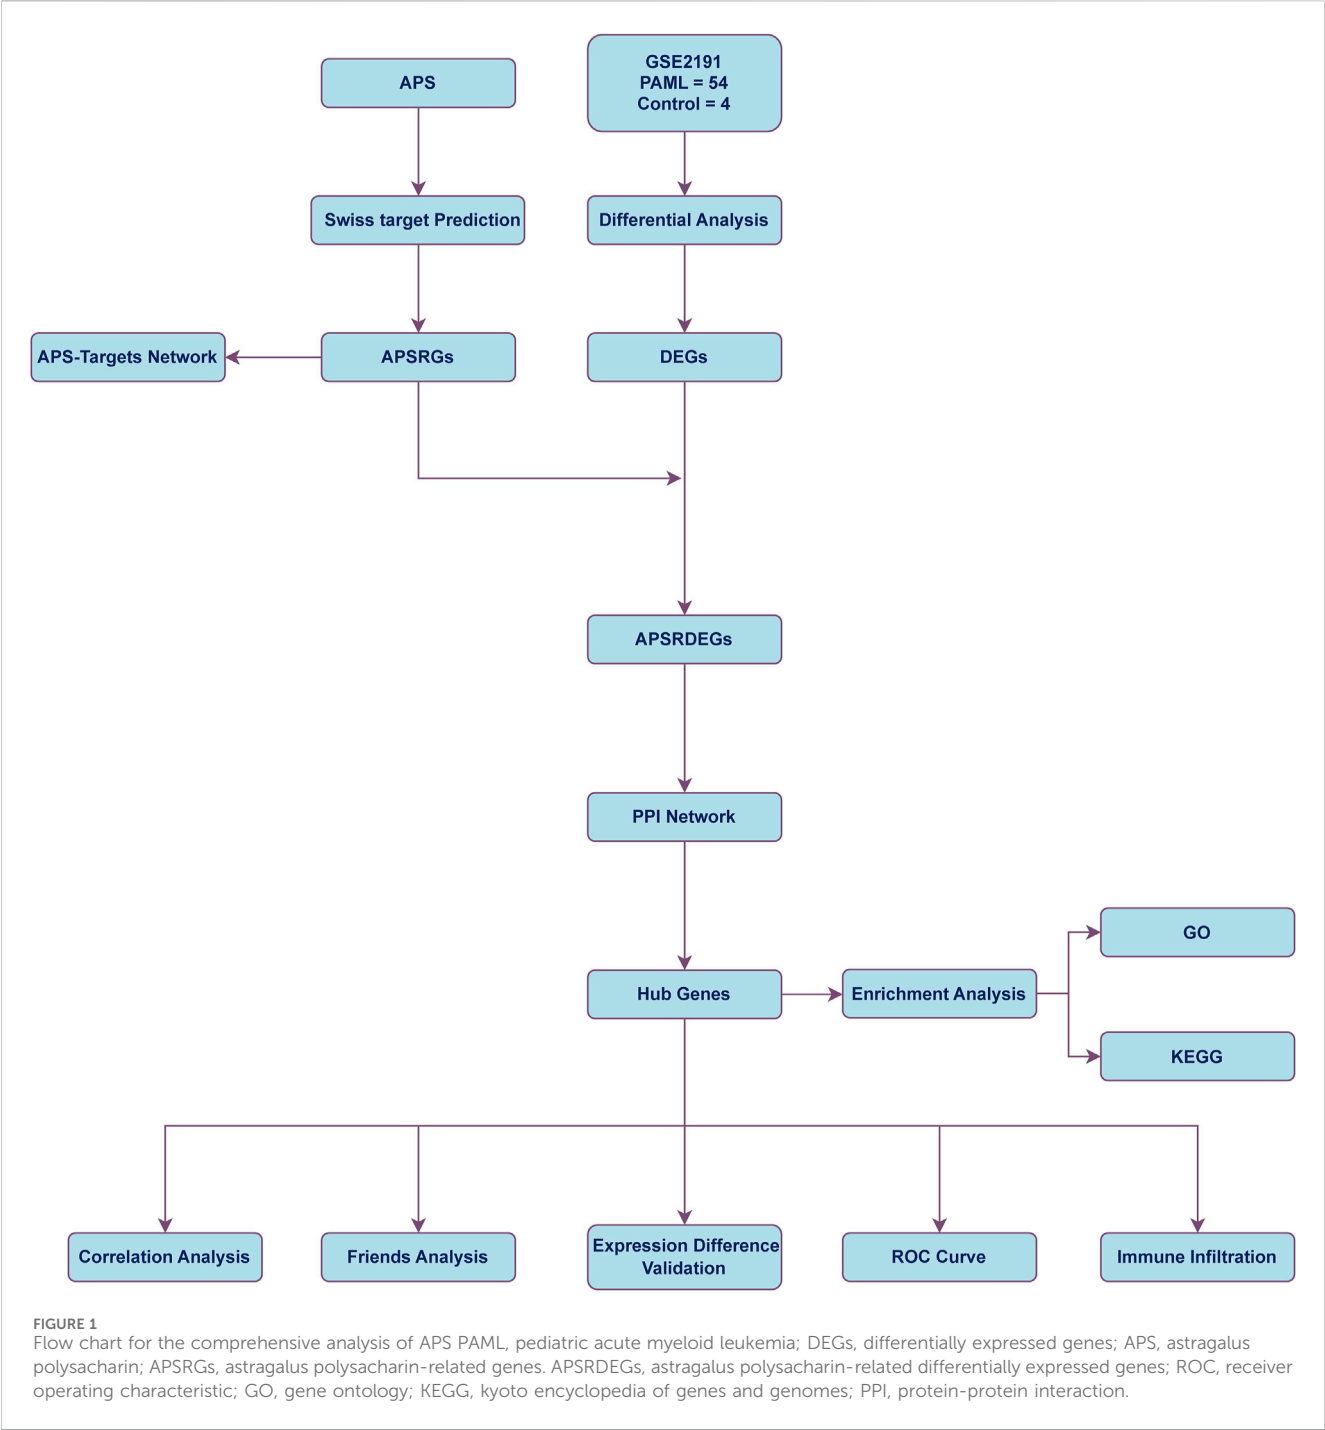 APS
GSE2191
PAML = 54
Control = 4
Swiss target Prediction
Differential Analysis
APS-Targets Network
APSRGs
DEGs
APSRDEGs
PPI Network
GO
Hub Genes
Enrichment Analysis
KEGG
Correlation Analysis
Friends Analysis
Expression Difference
Validation
ROC Curve
Immune Infiltration
FIGURE 1
Flow chart for the comprehensive analysis of APS PAML, pediatric acute myeloid leukemia; DEGs, differentially expressed genes; APS, astragalus
polysacharin; APSRGs, astragalus polysacharin-related genes. APSRDEGs, astragalus polysacharin-related differentially expressed genes; ROC, receiver
operating characteristic; GO, gene ontology; KEGG, kyoto encyclopedia of genes and genomes; PPI, protein-protein interaction.